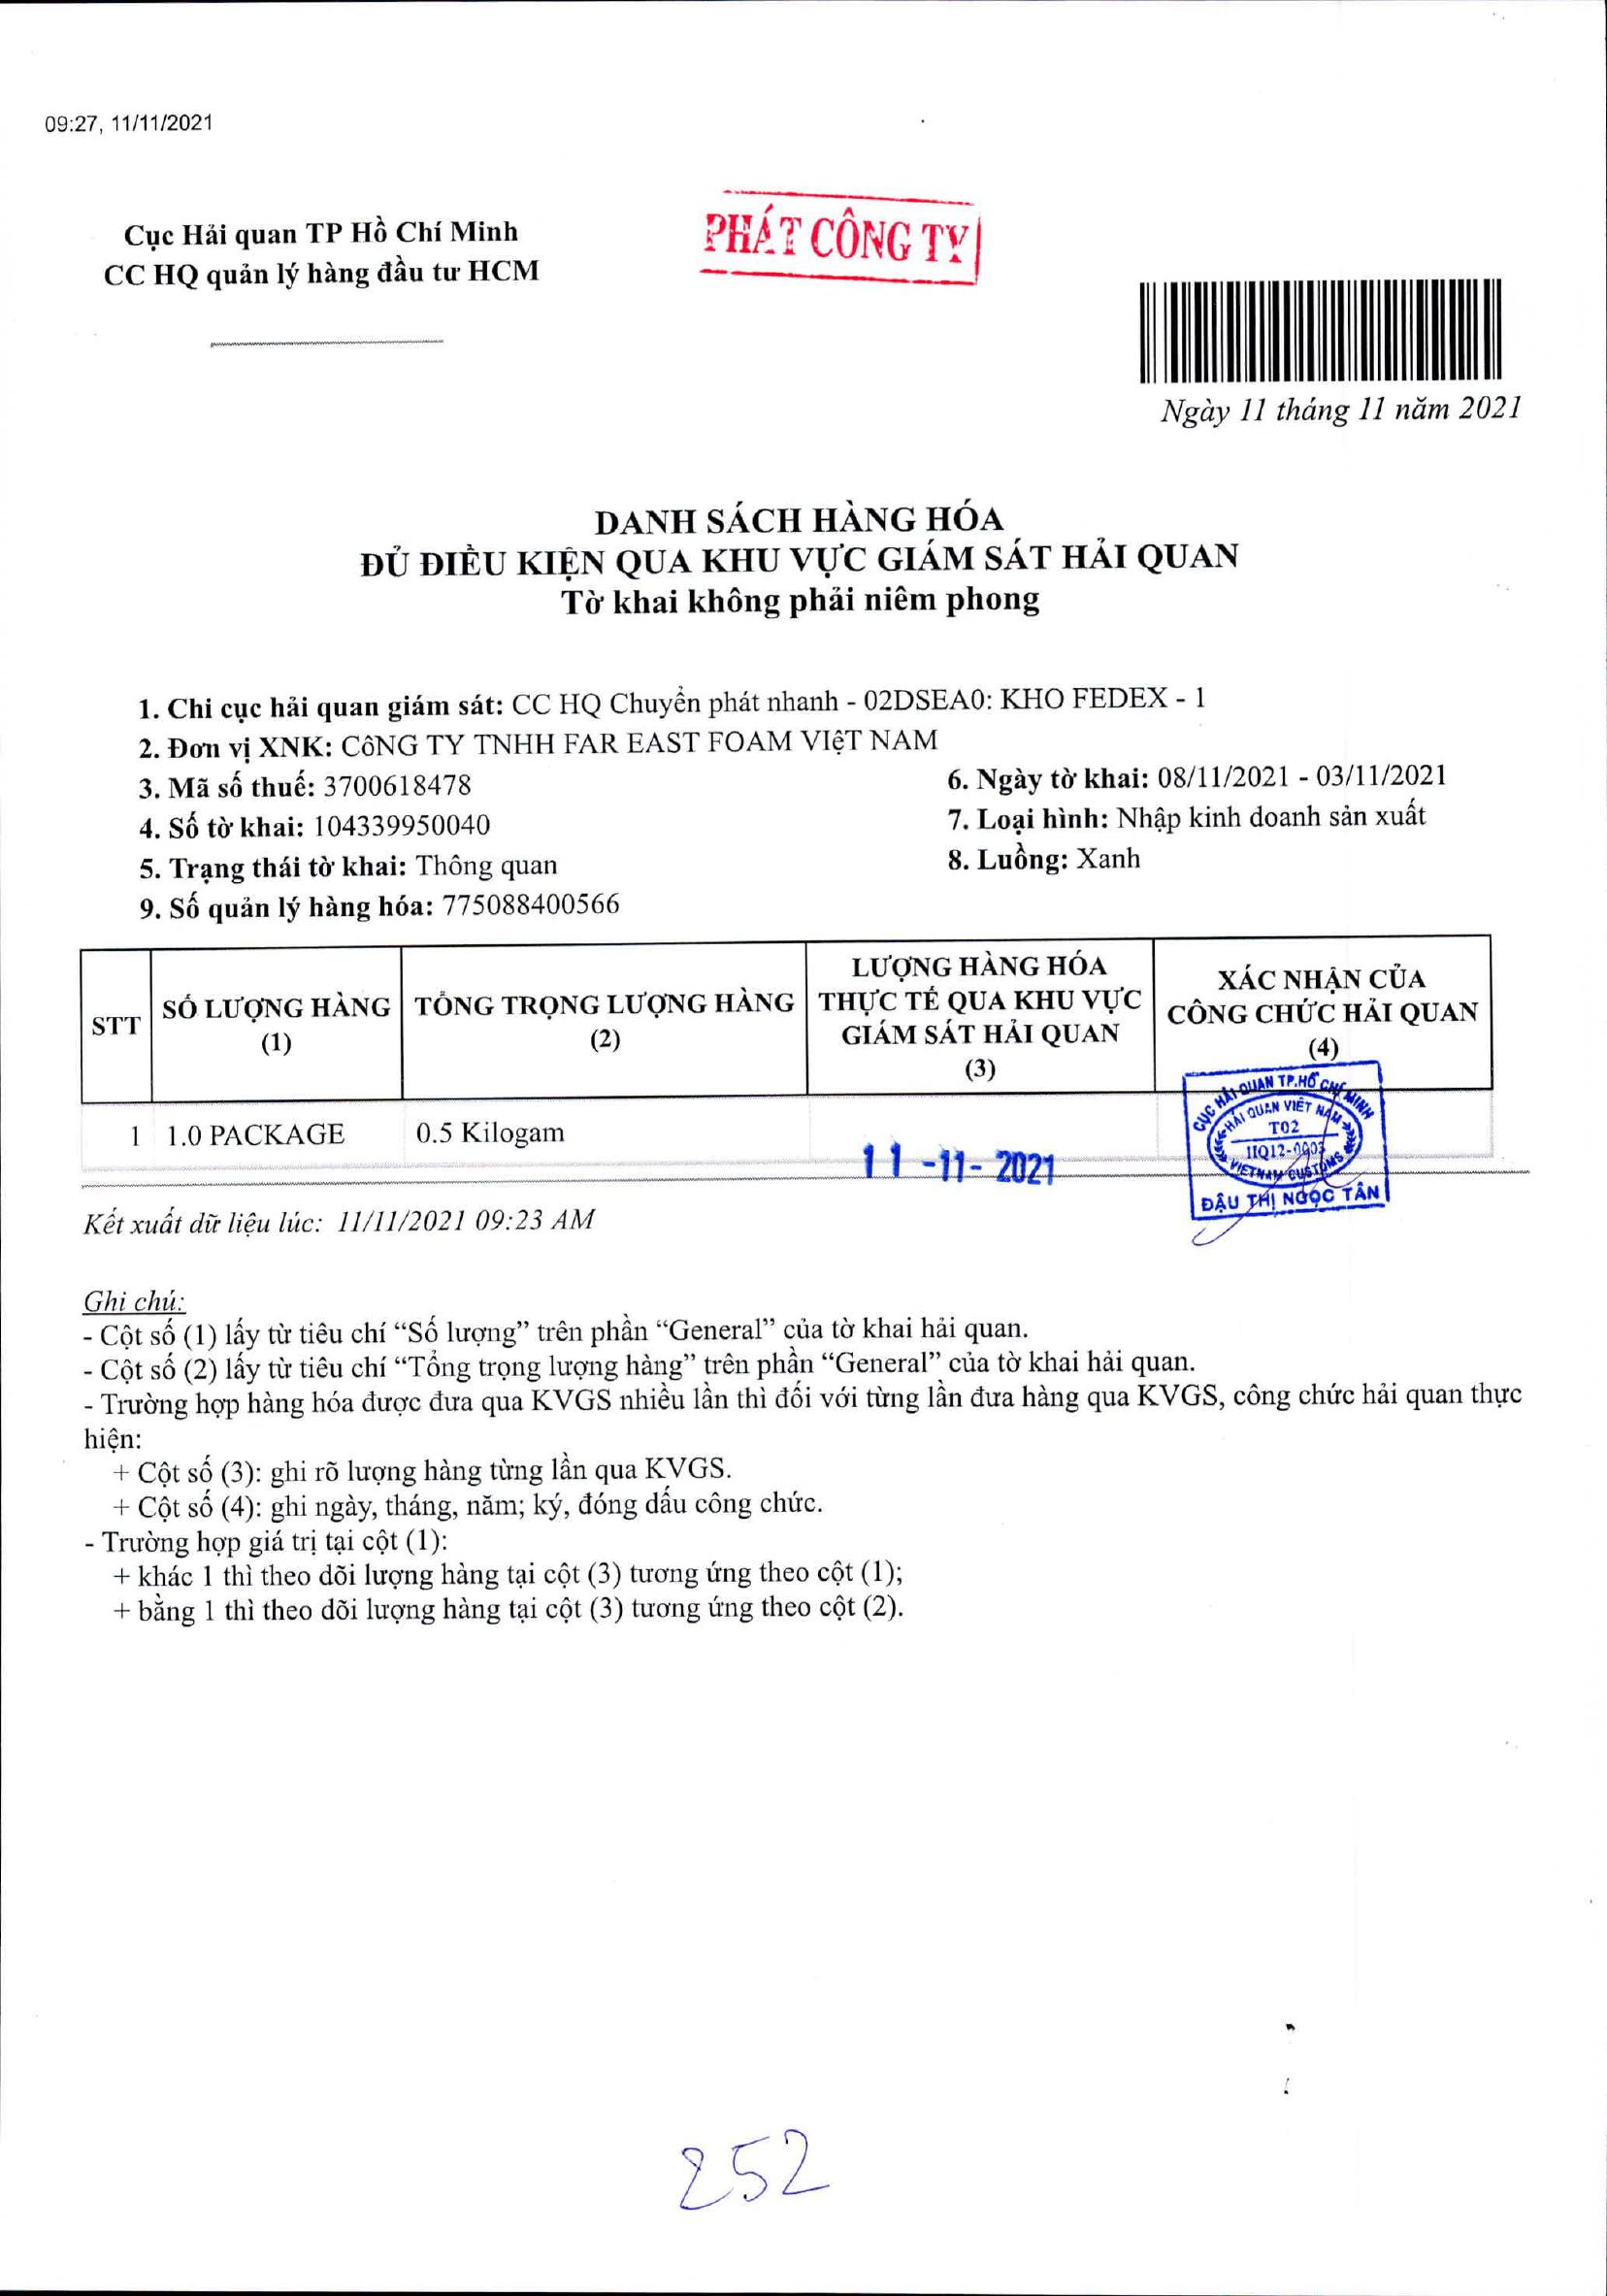 09:27, 11/11/2021
Cục Hải quan TP Hồ Chí Minh
CC HQ quản lý hàng đầu tư HCM
PHÁT CÔNG TY
Ngày 11 tháng 11 năm 2021
DANH SÁCH HÀNG HÓA
ĐỦ ĐIỀU KIỆN QUA KHU VỰC GIÁM SÁT HẢI QUAN
Tờ khai không phải niêm phong
1. Chi cục hải quan giám sát: CC HQ Chuyển phát nhanh - 02DSEA0: KHO FEDEX - 1
2. Đơn vị XNK: CôNG TY TNHH FAR EAST FOAM VIệT NAM
3. Mã số thuế: 3700618478
6. Ngày tờ khai: 08/11/2021 - 03/11/2021
4. Số tờ khai: 104339950040
7. Loại hình: Nhập kinh doanh sản xuất
5. Trạng thái tờ khai: Thông quan
8. Luồng: Xanh
9. Số quản lý hàng hóa: 775088400566
STT
SỐ LƯỢNG HÀNG
(1)
TỔNG TRỌNG LƯỢNG HÀNG
(2)
LƯỢNG HÀNG HÓA
THỰC TẾ QUA KHU VỰC
GIÁM SÁT HẢI QUAN
(3)
XÁC NHẬN CỦA
CÔNG CHỨC HẢI QUAN
(4)
1 1.0 PACKAGE 0.5 Kilogam
11 -11- 2021
CỤC HẢI QUAN TP.HỒ CHÍ MINH
HẢI QUAN VIỆT NAM
T02
HQ12-0003
VIETNAM CUSTOMS
ĐẬU THỊ NGỌC TÂN
Kết xuất dữ liệu lúc: 11/11/2021 09:23 AM
Ghi chú:
- Cột số (1) lấy từ tiêu chí “Số lượng” trên phần “General” của tờ khai hải quan.
- Cột số (2) lấy từ tiêu chí “Tổng trọng lượng hàng” trên phần “General” của tờ khai hải quan.
- Trường hợp hàng hóa được đưa qua KVGS nhiều lần thì đối với từng lần đưa hàng qua KVGS, công chức hải quan thực
hiện:
+ Cột số (3): ghi rõ lượng hàng từng lần qua KVGS.
+ Cột số (4): ghi ngày, tháng, năm; ký, đóng dấu công chức.
- Trường hợp giá trị tại cột (1):
+ khác 1 thì theo dõi lượng hàng tại cột (3) tương ứng theo cột (1);
+ bằng 1 thì theo dõi lượng hàng tại cột (3) tương ứng theo cột (2).
252